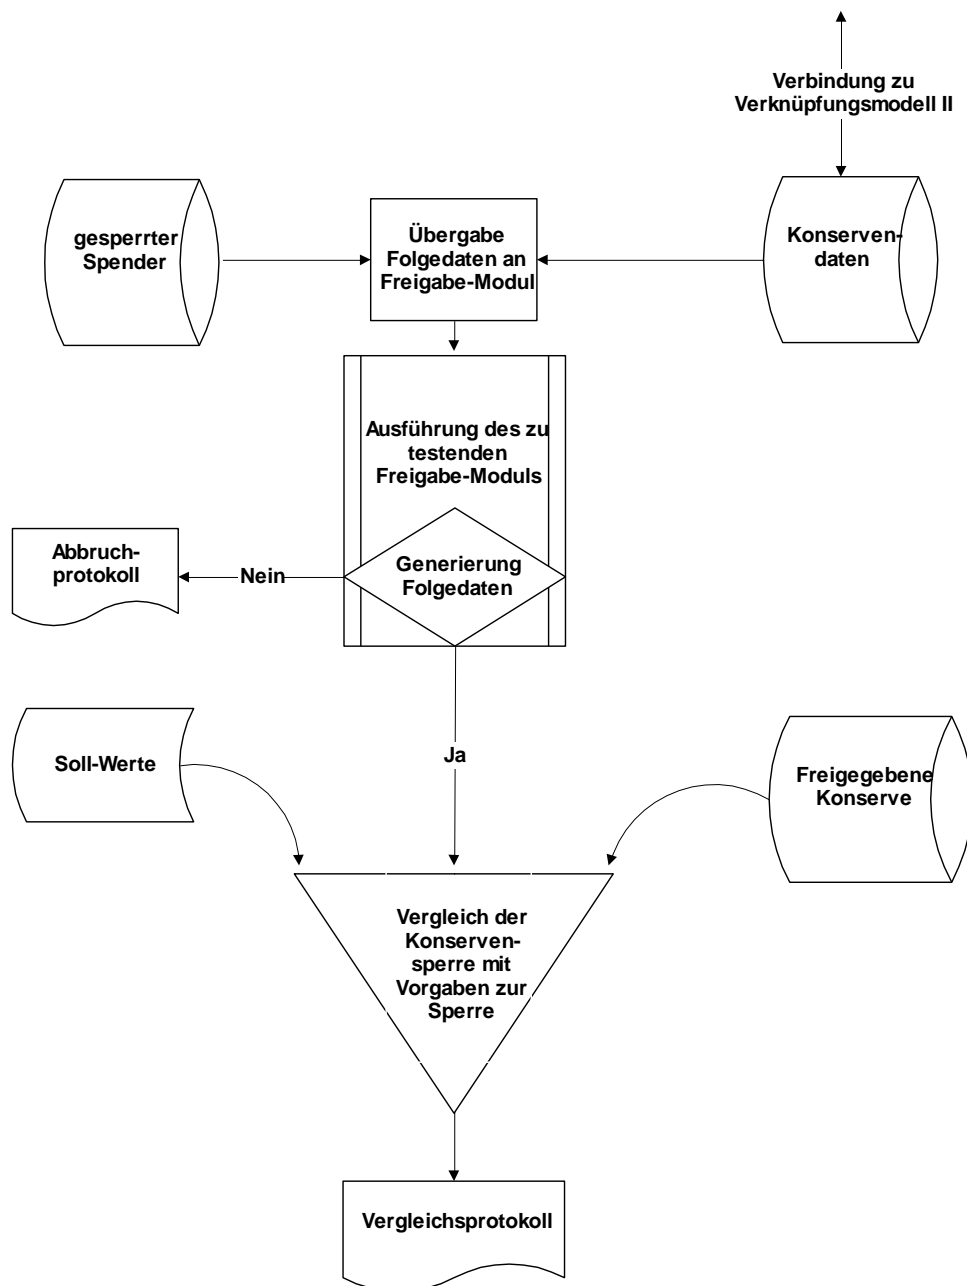 Verbindung zu
Verknüpfungsmodell II
gesperrter
Spender
Übergabe
Folgedaten an
Freigabe-Modul
Konserven-
daten
Ausführung des zu
testenden
Freigabe-Moduls
Abbruch-
protokoll
Nein
Generierung
Folgedaten
Ja
Soll-Werte
Freigegebene
Konserve
Vergleich der
Konserven-
sperre mit
Vorgaben zur
Sperre
Vergleichsprotokoll